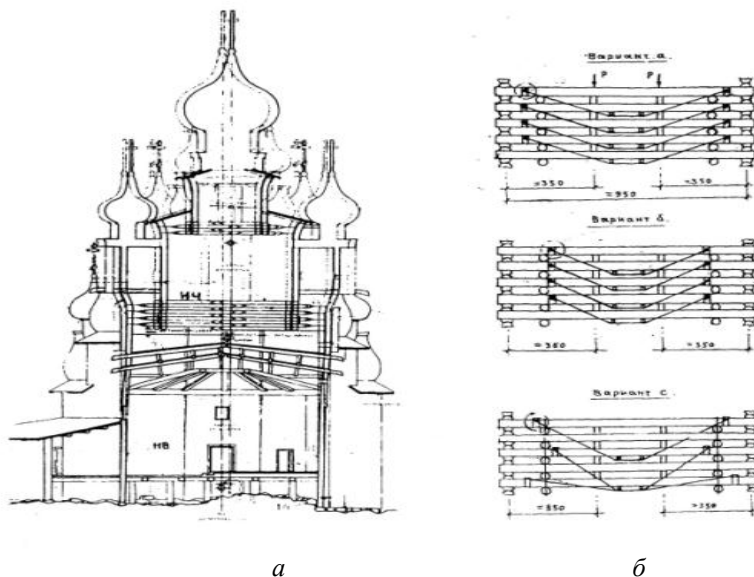 НЧ
НВ
а
Вариант а.
P P
≈350 ≈350
≈950
Вариант б.
≈350 ≈350
Вариант с
≈350 ≈350
б